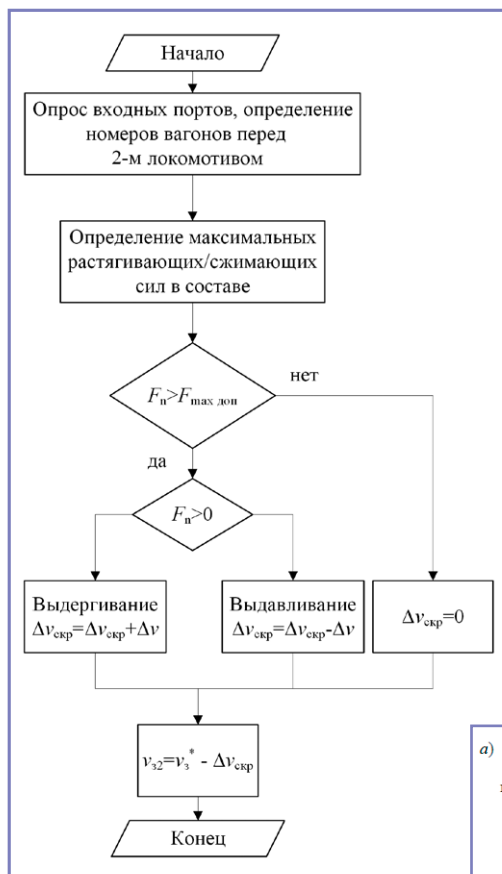 Начало
Опрос входных портов, определение
номеров вагонов перед
2-м локомотивом
Определение максимальных
растягивающих/сжимающих
сил в составе
Fп>Fmax доп
нет
да
Fп>0
Выдергивание
Δvскр=Δvскр+Δv
Выдавливание
Δvскр=Δvскр-Δv
Δvскр=0
vз2=vз* - Δvскр
Конец
а)